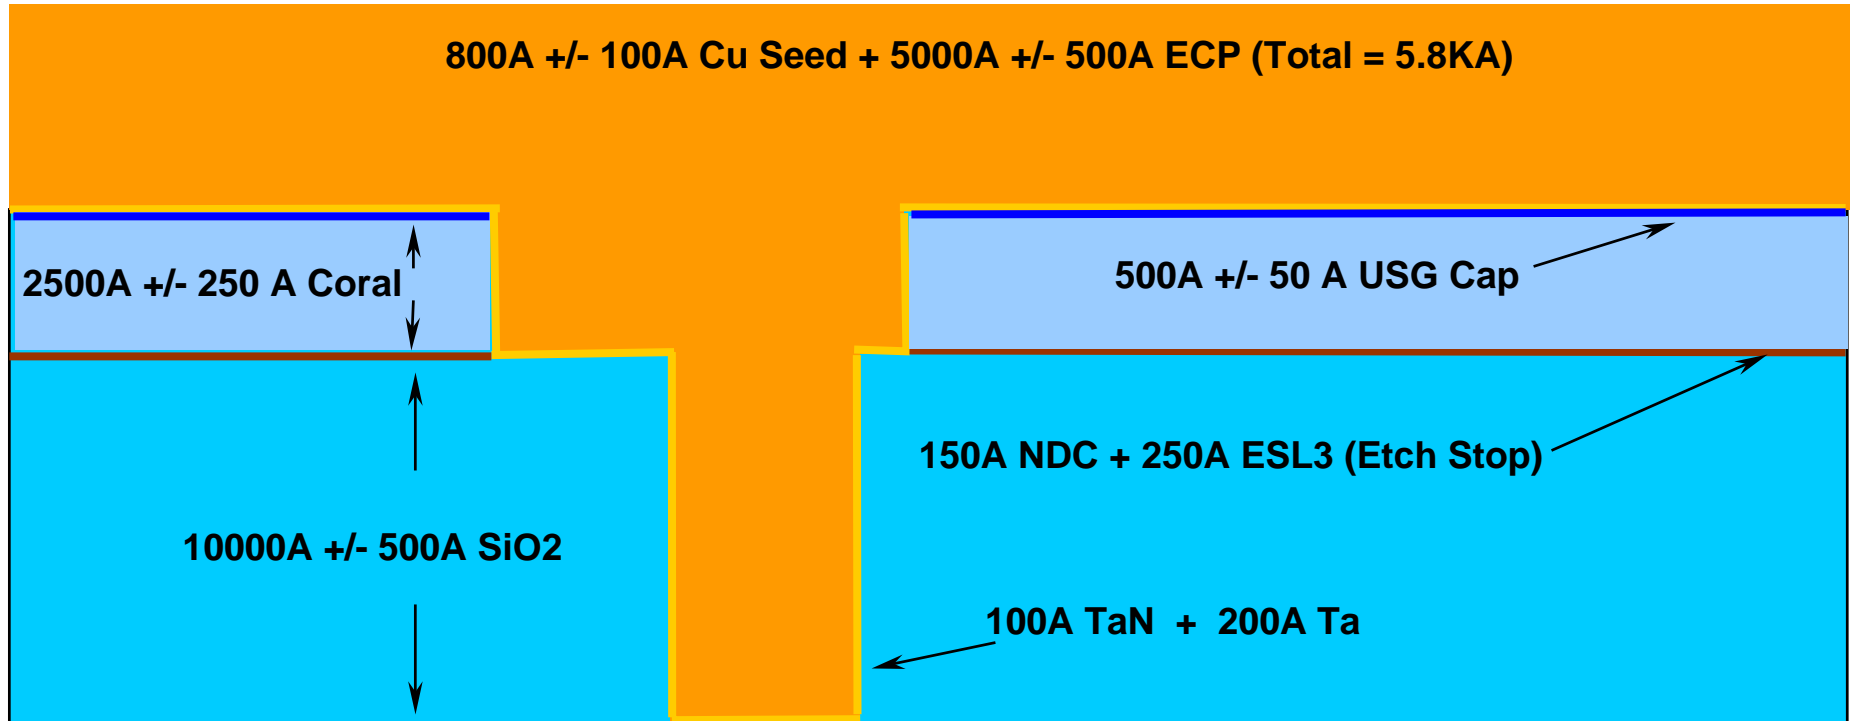 800A +/- 100A Cu Seed + 5000A +/- 500A ECP (Total = 5.8KA)
2500A +/- 250 A Coral
500A +/- 50 A USG Cap
150A NDC + 250A ESL3 (Etch Stop)
10000A +/- 500A SiO2
100A TaN + 200A Ta